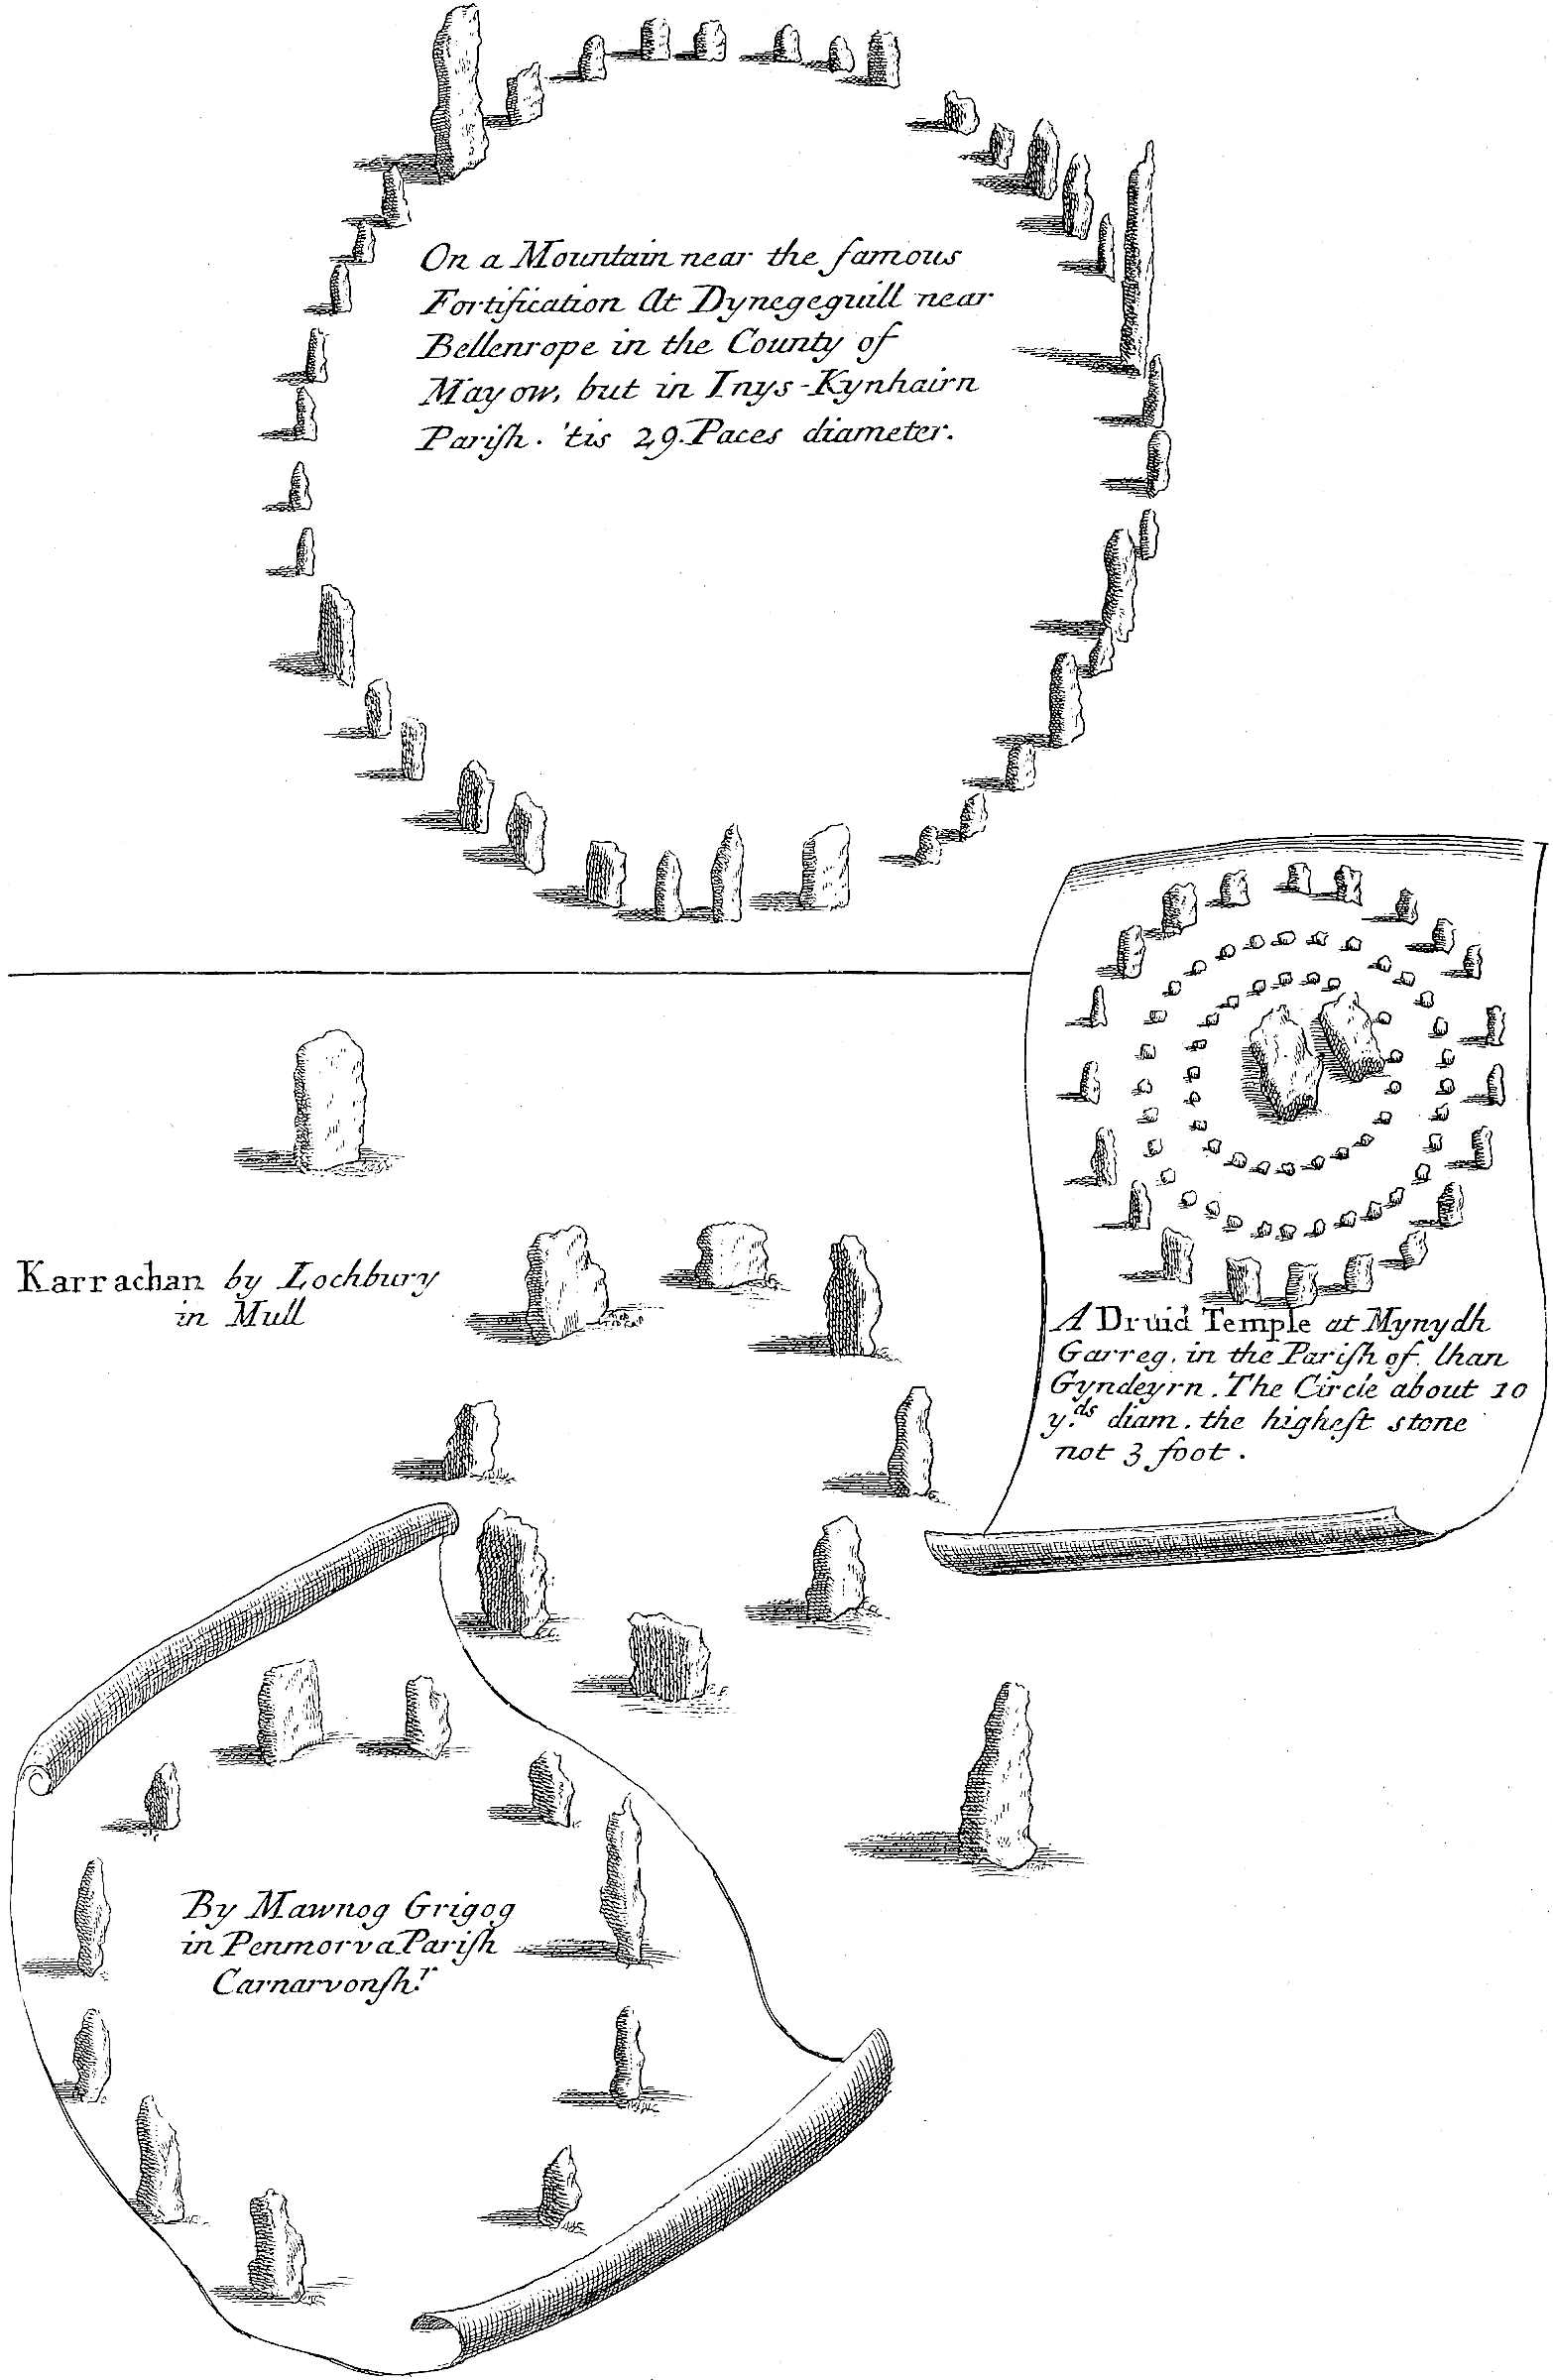 On a Mountain near the famous
Fortification At Dynegeguill near
Bellenrope in the County of
Mayow, but in Inys-Kynhairn
Pariſh. 'tis 29. Paces diameter.
Karrachan by Lochbury
in Mull
A Druid Temple at Mynydh
Garreg. in the Pariſh of lhan
Gyndeyrn. The Circle about 10
y.ds diam. the higheſt stone
not 3 foot.
By Mawnog Grigog
in Penmorva Pariſh
Carnarvonſh.r